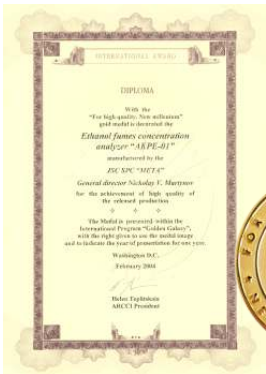 INTERNATIONAL AWARD
DIPLOMA
With the
"For high quality. New millenium"
gold medal is decorated the
Ethanol fumes concentration
analyzer "AKPE-01"
manufactured by the
JSC SPC "META"
General director Nickolay V. Martynov
for the achievement of high quality of
the released production.
The Medal is presented within the
International Program "Golden Galaxy",
with the right given to use the medal image
and to indicate the year of presentation for one year.
Washington D.C.
February
Helen Teplitskaia
ARCCI President
FOR
NE